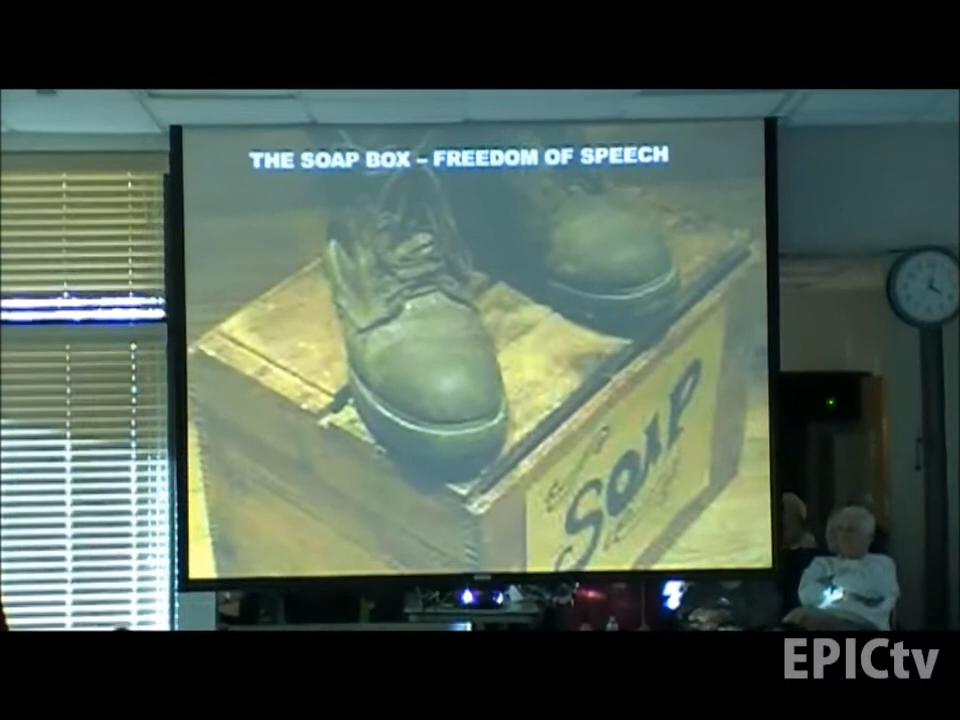 THE SOAP BOX – FREEDOM OF SPEECH
SOAP
EPICtv